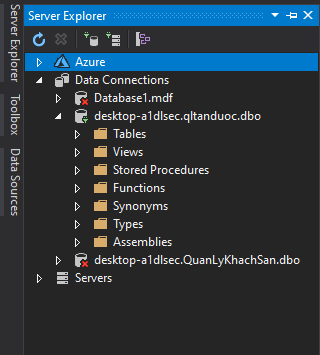 Server Explorer
Toolbox
Data Sources
Server Explorer
Azure
Data Connections
Database1.mdf
desktop-a1dlsec.qltanduoc.dbo
Tables
Views
Stored Procedures
Functions
Synonyms
Types
Assemblies
desktop-a1dlsec.QuanLyKhachSan.dbo
Servers